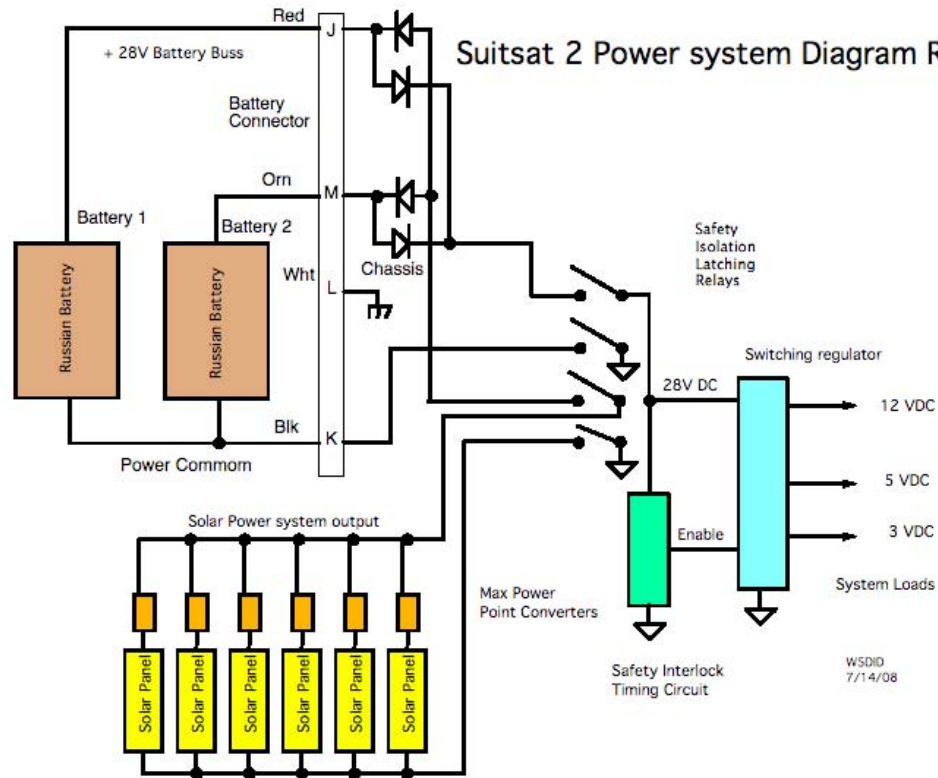 Suitsat 2 Power system Diagram R
Red
J
+ 28V Battery Buss
Battery
Connector
Orn
M
Battery 1
Battery 2
Chassis
Wht
L
Russian Battery
Russian Battery
Safety
Isolation
Latching
Relays
Switching regulator
28V DC
12 VDC
Blk
K
Power Commom
5 VDC
Solar Power system output
Enable
3 VDC
Max Power
Point Converters
System Loads
Solar Panel
Solar Panel
Solar Panel
Solar Panel
Solar Panel
Solar Panel
Safety Interlock
Timing Circuit
W5DID
7/14/08